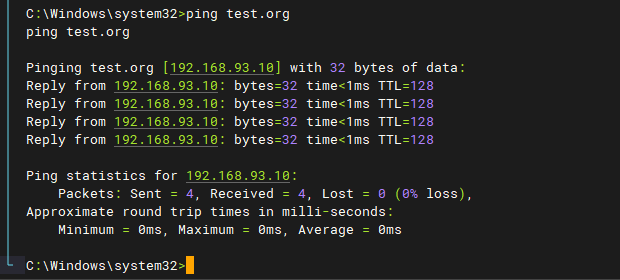 C:\Windows\system32>ping test.org
ping test.org
Pinging test.org [192.168.93.10] with 32 bytes of data:
Reply from 192.168.93.10: bytes=32 time<1ms TTL=128
Reply from 192.168.93.10: bytes=32 time<1ms TTL=128
Reply from 192.168.93.10: bytes=32 time<1ms TTL=128
Reply from 192.168.93.10: bytes=32 time<1ms TTL=128
Ping statistics for 192.168.93.10:
    Packets: Sent = 4, Received = 4, Lost = 0 (0% loss),
Approximate round trip times in milli-seconds:
    Minimum = 0ms, Maximum = 0ms, Average = 0ms
C:\Windows\system32>